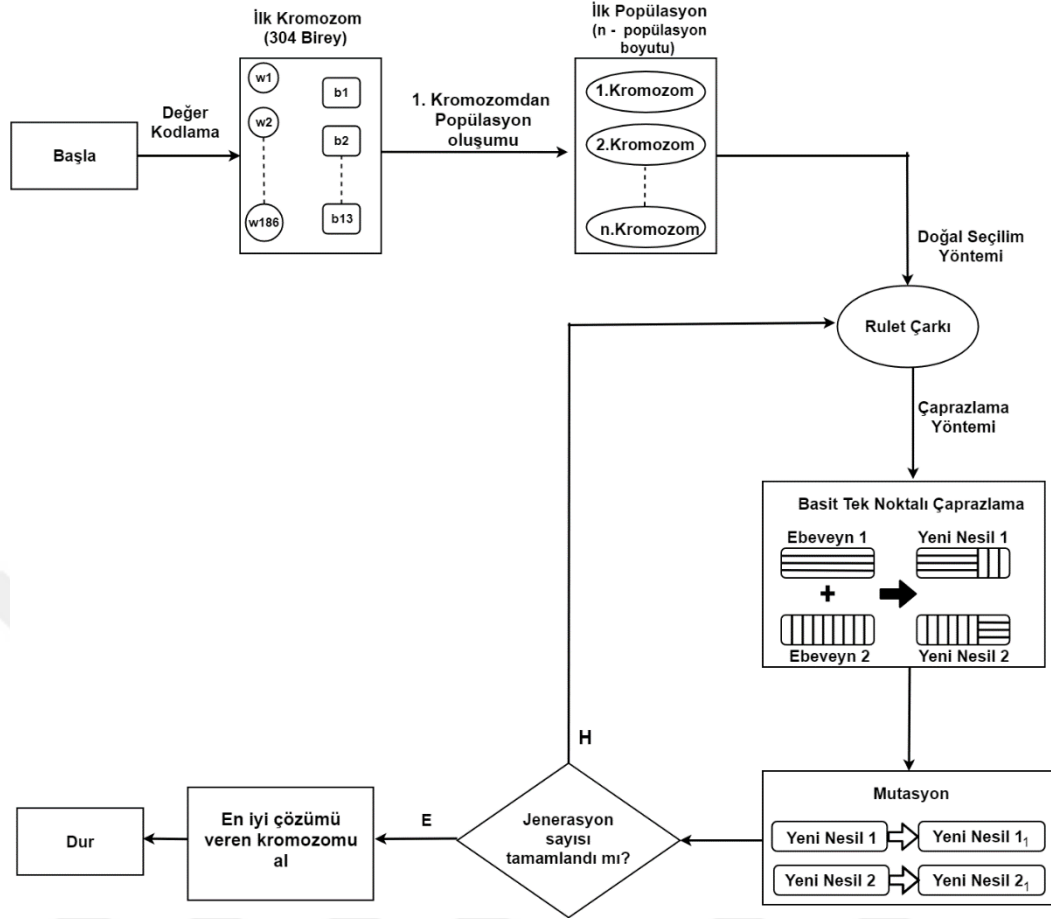 İlk Kromozom
(304 Birey)
w1
w2
w186
b1
b2
b13
Başla
Değer
Kodlama
1. Kromozomdan
Popülasyon
oluşumu
İlk Popülasyon
(n - popülasyon
boyutu)
1.Kromozom
2.Kromozom
n.Kromozom
Doğal Seçilim
Yöntemi
Rulet Çarkı
Çaprazlama
Yöntemi
Basit Tek Noktalı Çaprazlama
Ebeveyn 1
Yeni Nesil 1
+
Ebeveyn 2
Yeni Nesil 2
Mutasyon
Yeni Nesil 1
Yeni Nesil 1₁
Yeni Nesil 2
Yeni Nesil 2₁
Jenerasyon
sayısı
tamamlandı mı?
H
E
En iyi çözümü
veren kromozomu
al
Dur